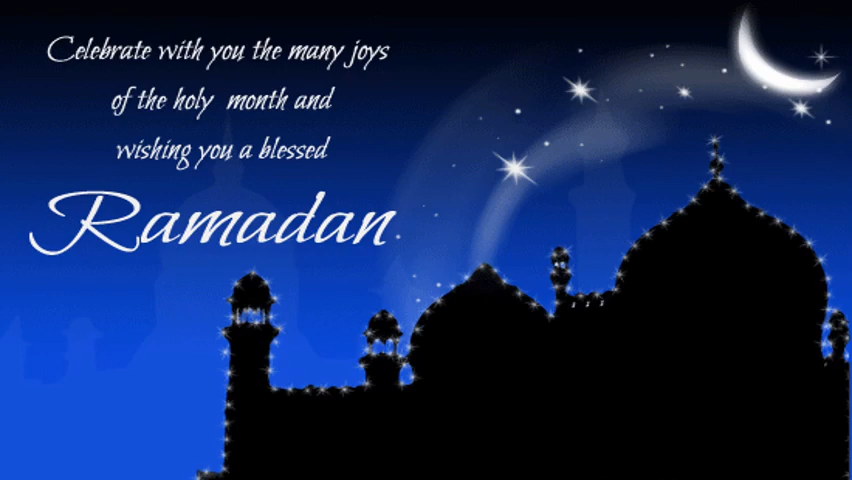 Celebrate with you the many joys
of the holy month and
wishing you a blessed
Ramadan